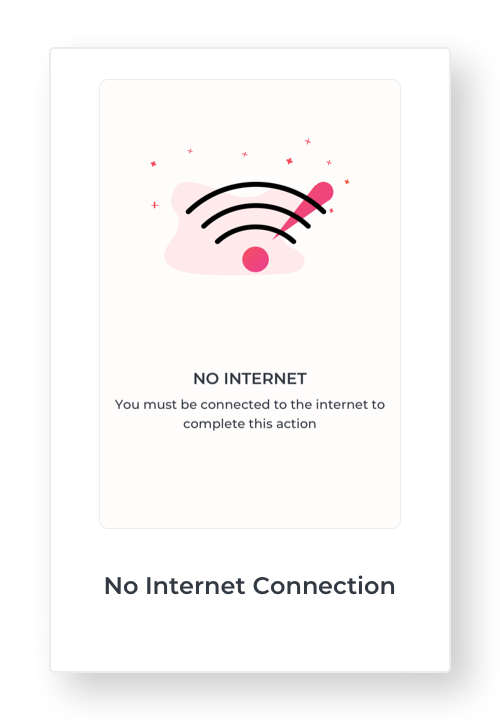 NO INTERNET
You must be connected to the internet to
complete this action
No Internet Connection